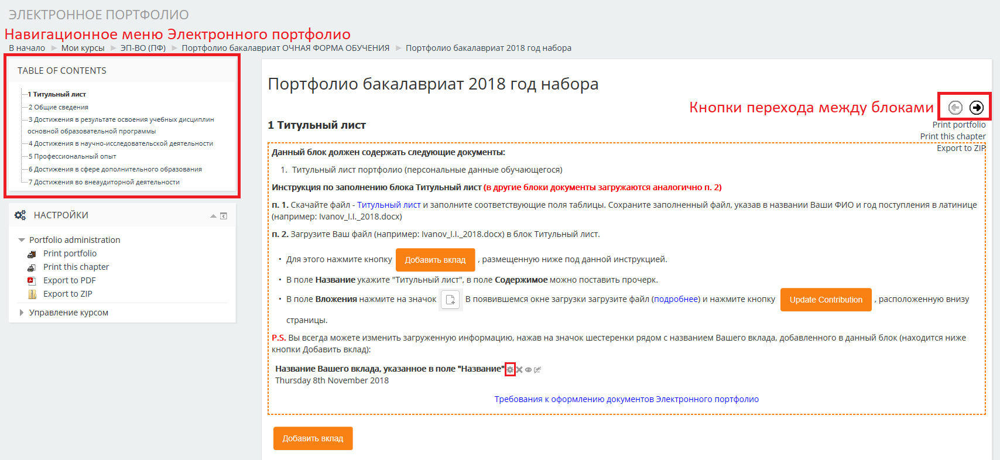 ЭЛЕКТРОННОЕ ПОРТФОЛИО
Навигационное меню Электронного портфолио
В начало Мои курсы ЭП-ВО (ПФ) Портфолио бакалавриат ОЧНАЯ ФОРМА ОБУЧЕНИЯ Портфолио бакалавриат 2018 год набора
TABLE OF CONTENTS
1 Титульный лист
2 Общие сведения
3 Достижения в результате освоения учебных дисциплин
основной образовательной программы
4 Достижения в научно-исследовательской деятельности
5 Профессиональный опыт
6 Достижения в сфере дополнительного образования
7 Достижения во внеаудиторной деятельности
НАСТРОЙКИ
Portfolio administration
Print portfolio
Print this chapter
Export to PDF
Export to ZIP
Управление курсом
Портфолио бакалавриат 2018 год набора
Кнопки перехода между блоками
Print portfolio
Print this chapter
Export to ZIP
1 Титульный лист
Данный блок должен содержать следующие документы:
1. Титульный лист портфолио (персональные данные обучающегося)
Инструкция по заполнению блока Титульный лист (в другие блоки документы загружаются аналогично п. 2)
п. 1. Скачайте файл - Титульный лист и заполните соответствующие поля таблицы. Сохраните заполненный файл, указав в названии Ваши ФИО и год поступления в латинице
(например: Ivanov_I.I._2018.docx)
п. 2. Загрузите Ваш файл (например: Ivanov_I.I._2018.docx) в блок Титульный лист.
• Для этого нажмите кнопку Добавить вклад , размещенную ниже под данной инструкцией.
• В поле Название укажите "Титульный лист", в поле Содержимое можно поставить прочерк.
• В поле Вложения нажмите на значок В появившемся окне загрузки загрузите файл (подробнее) и нажмите кнопку Update Contribution , расположенную внизу
страницы.
P.S. Вы всегда можете изменить загруженную информацию, нажав на значок шестеренки рядом с названием Вашего вклада, добавленного в данный блок (находится ниже
кнопки Добавить вклад):
Название Вашего вклада, указанное в поле "Название"
Thursday 8th November 2018
Требования к оформлению документов Электронного портфолио
Добавить вклад